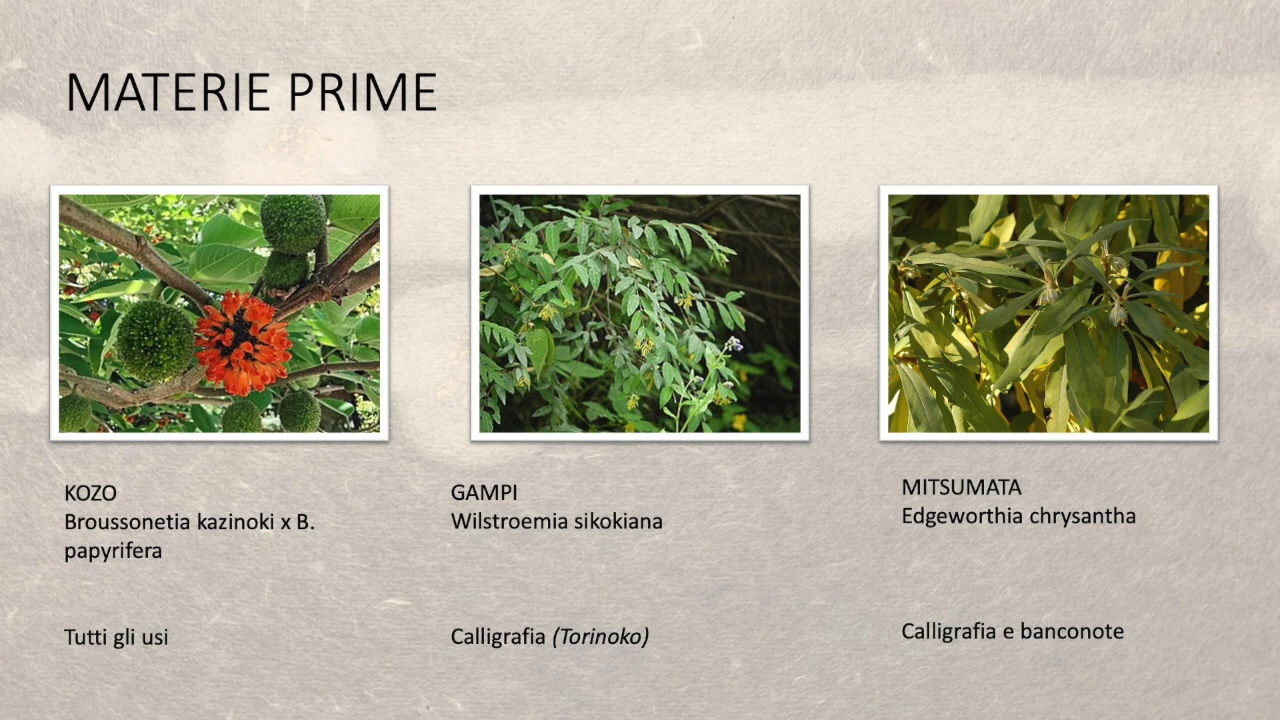 MATERIE PRIME
KOZO
Broussonetia kazinoki x B.
papyrifera
Tutti gli usi
GAMPI
Wilstroemia sikokiana
Calligrafia (Torinoko)
MITSUMATA
Edgeworthia chrysantha
Calligrafia e banconote